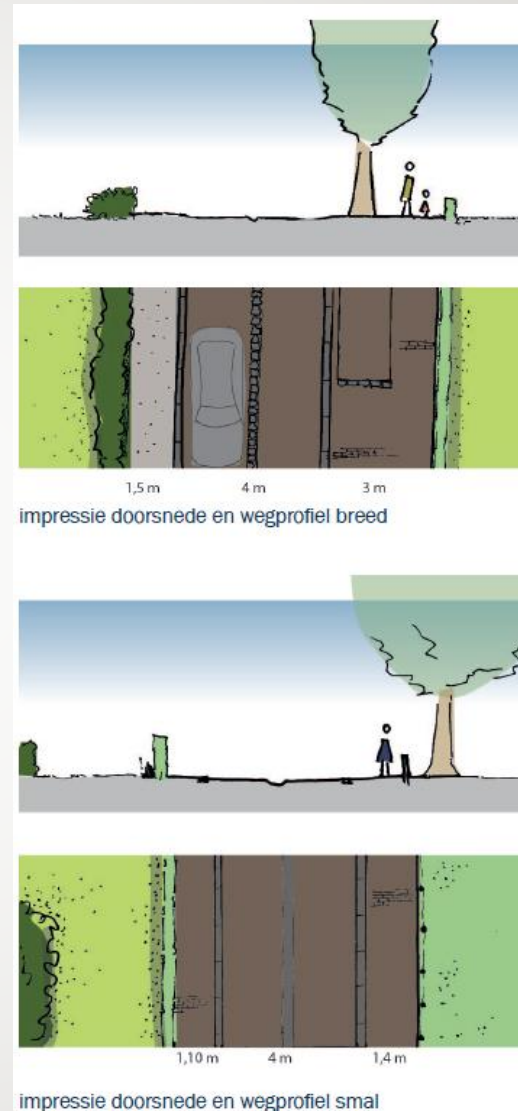 1,5 m 4 m 3 m
impressie doorsnede en wegprofiel breed
1,10 m 4 m 1,4 m
impressie doorsnede en wegprofiel smal